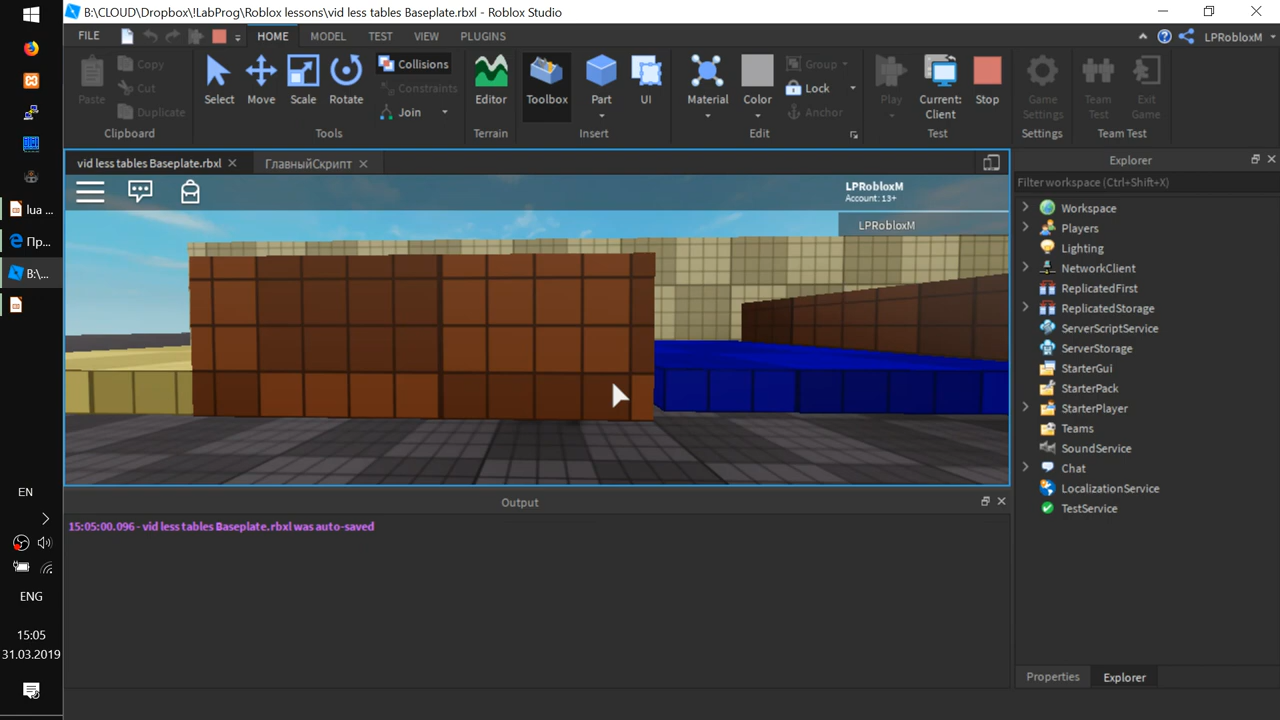 B:\CLOUD\Dropbox\!LabProg\Roblox lessons\vid less tables Baseplate.rbxl - Roblox Studio
FILE HOME MODEL TEST VIEW PLUGINS LPRobloxM
Paste Copy Cut Duplicate Clipboard
Select Move Scale Rotate Collisions Constraints Join Tools
Editor Terrain
Toolbox Part UI Insert
Material Color Group Lock Anchor Edit
Play Current: Client Stop Test
Game Settings Settings
Team Test Exit Game Team Test
vid less tables Baseplate.rbxl
ГлавныйСкрипт
LPRobloxM
Account: 13+
LPRobloxM
Explorer
Filter workspace (Ctrl+Shift+X)
Workspace
Players
Lighting
NetworkClient
ReplicatedFirst
ReplicatedStorage
ServerScriptService
ServerStorage
StarterGui
StarterPack
StarterPlayer
Teams
SoundService
Chat
LocalizationService
TestService
Properties Explorer
Output
15:05:00.096 - vid less tables Baseplate.rbxl was auto-saved
lua ...
Пр...
B:\...
EN
ENG
15:05
31.03.2019